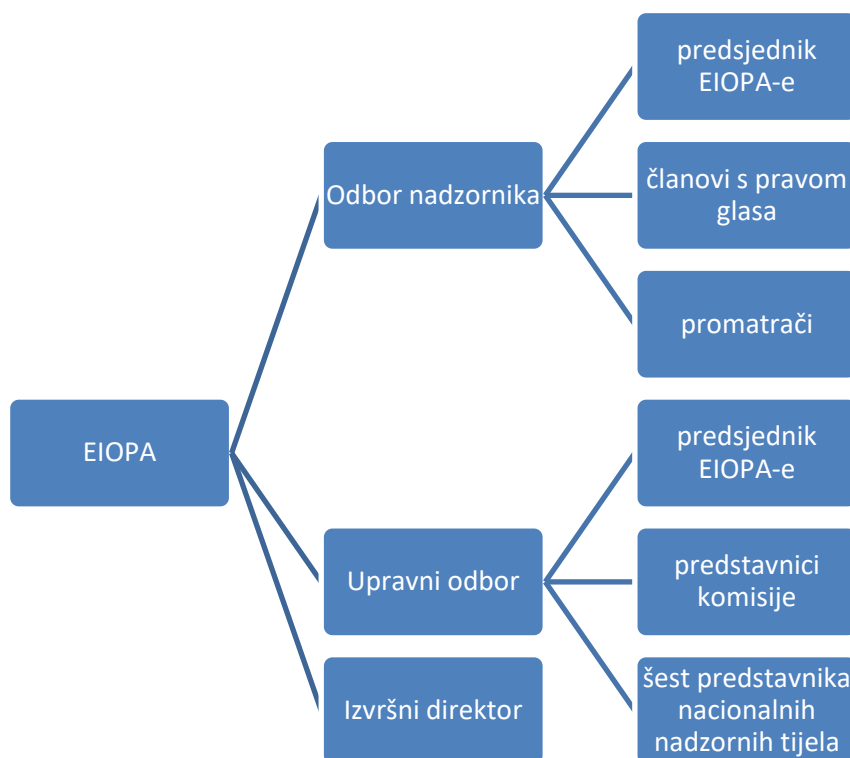 EIOPA
Odbor nadzornika
predsjednik
EIOPA-e
članovi s pravom
glasa
promatrači
Upravni odbor
predsjednik
EIOPA-e
predstavnici
komisije
šest predstavnika
nacionalnih
nadzornih tijela
Izvršni direktor